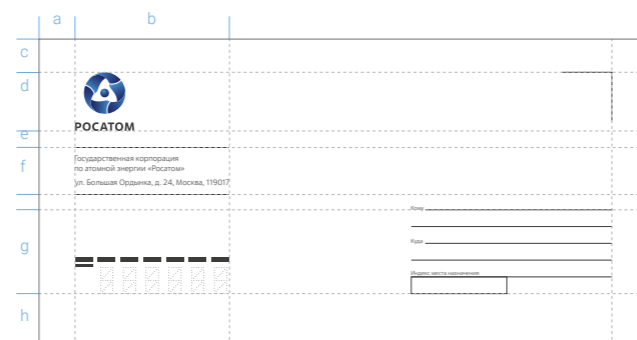 a
b
c
d
РОСАТОМ
e
Государственная корпорация
по атомной энергии «Росатом»
f
ул. Большая Ордынка, д. 24, Москва, 119017
Кому
Куда
g
Индекс места назначения
h